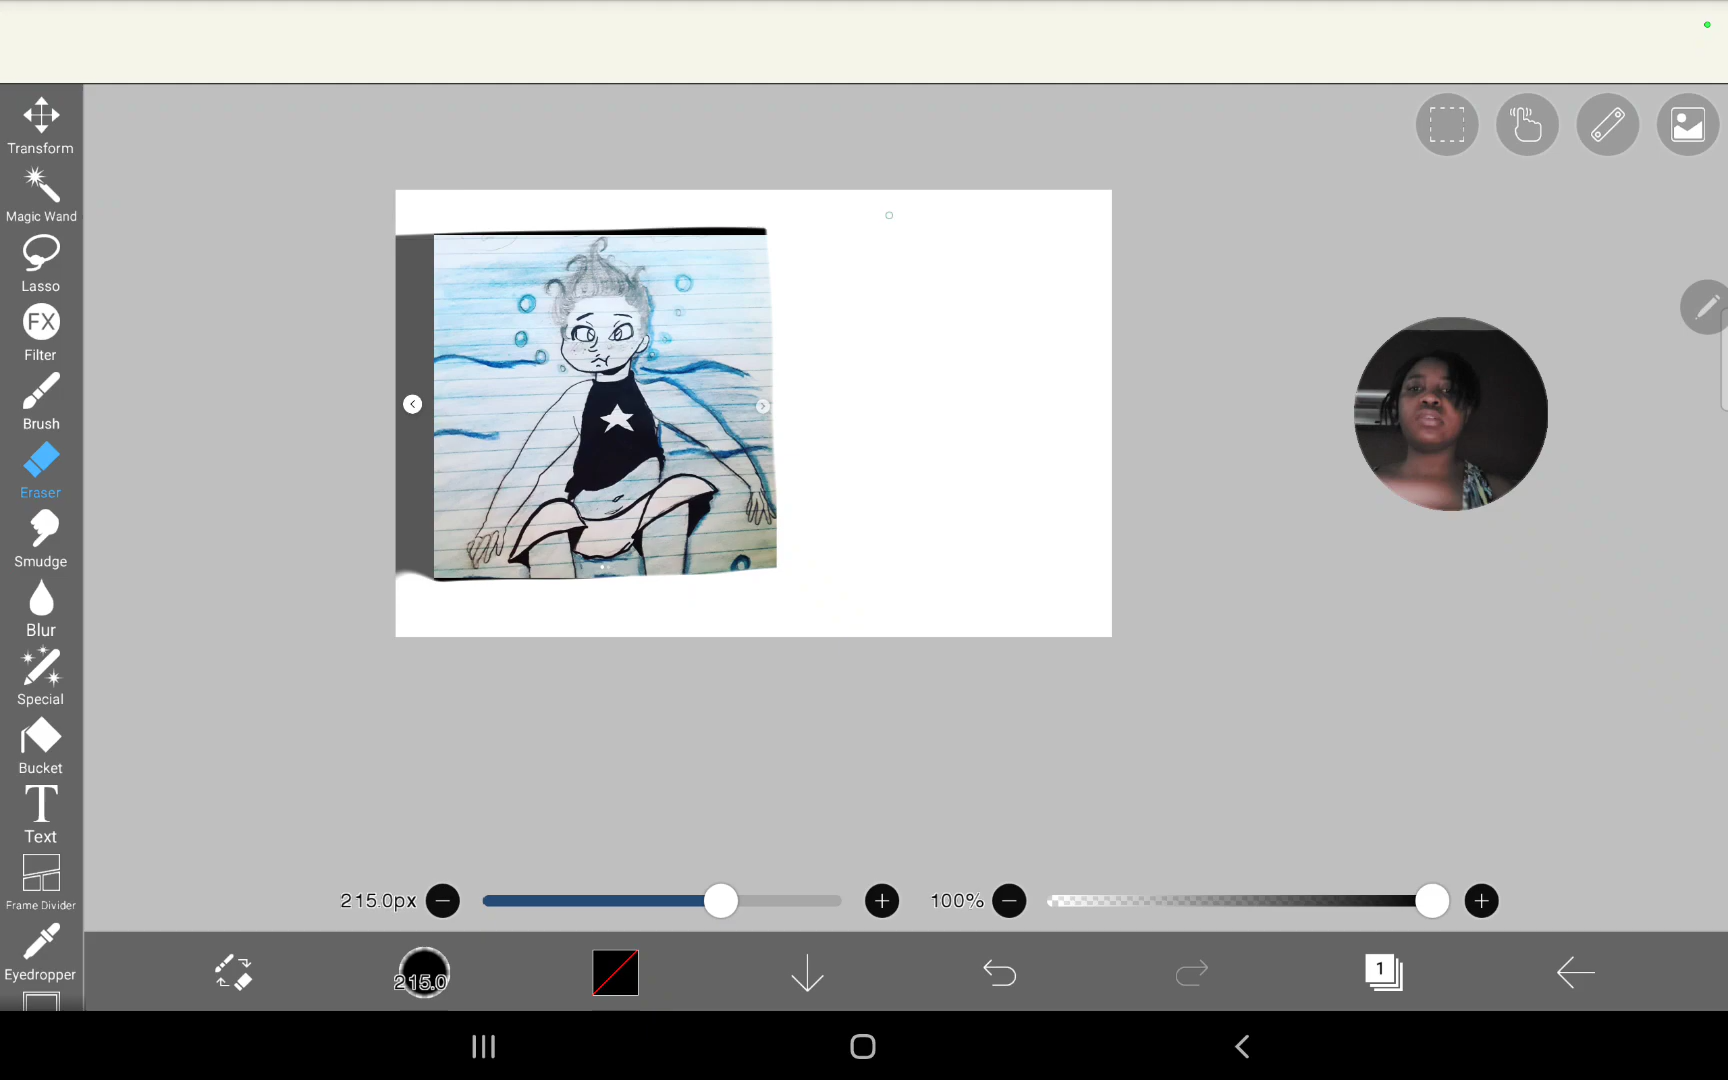 Transform
Magic Wand
Lasso
FX
Filter
Brush
Eraser
Smudge
Blur
Special
Bucket
T
Text
Frame Divider
Eyedropper
215.0px
100%
215.0
1